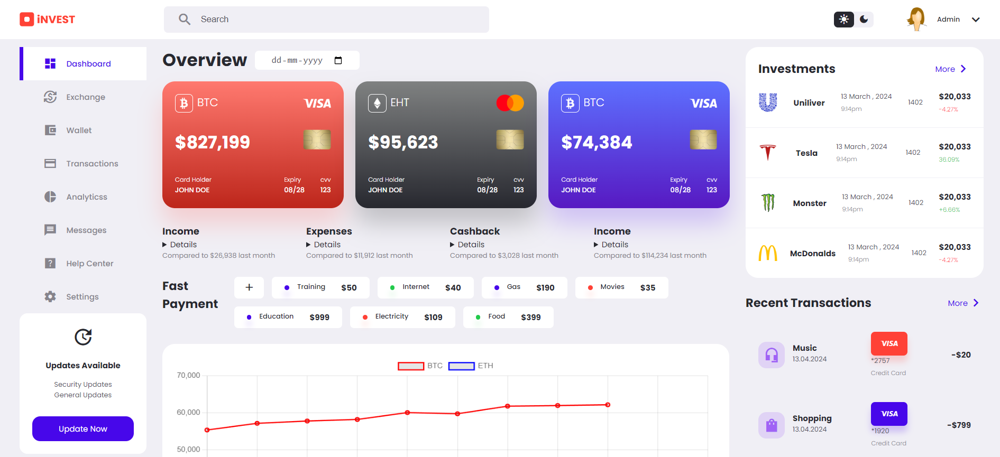 iNVEST
Search
Admin
Dashboard
Exchange
Wallet
Transactions
Analyticss
Messages
Help Center
Settings
Updates Available
Security Updates
General Updates
Update Now
Overview
dd-mm-yyyy
BTC VISA
$827,199
Card Holder Expiry cvv
JOHN DOE 08/28 123
EHT
$95,623
Card Holder Expiry cvv
JOHN DOE 08/28 123
BTC VISA
$74,384
Card Holder Expiry cvv
JOHN DOE 08/28 123
Income
Details
Compared to $26,938 last month
Expenses
Details
Compared to $11,912 last month
Cashback
Details
Compared to $3,028 last month
Income
Details
Compared to $114,234 last month
Fast
Payment
+
Training $50
Internet $40
Gas $190
Movies $35
Education $999
Electricity $109
Food $399
BTC ETH
70,000
60,000
50,000
Investments More
Uniliver 13 March , 2024 1402 $20,033
9:14pm -4.27%
Tesla 13 March , 2024 1402 $20,033
9:14pm 36.09%
Monster 13 March , 2024 1402 $20,033
9:14pm +6.66%
McDonalds 13 March , 2024 1402 $20,033
9:14pm -4.27%
Recent Transactions More
Music VISA -$20
13.04.2024 *2757
Credit Card
Shopping VISA -$799
13.04.2024 *1920
Credit Card